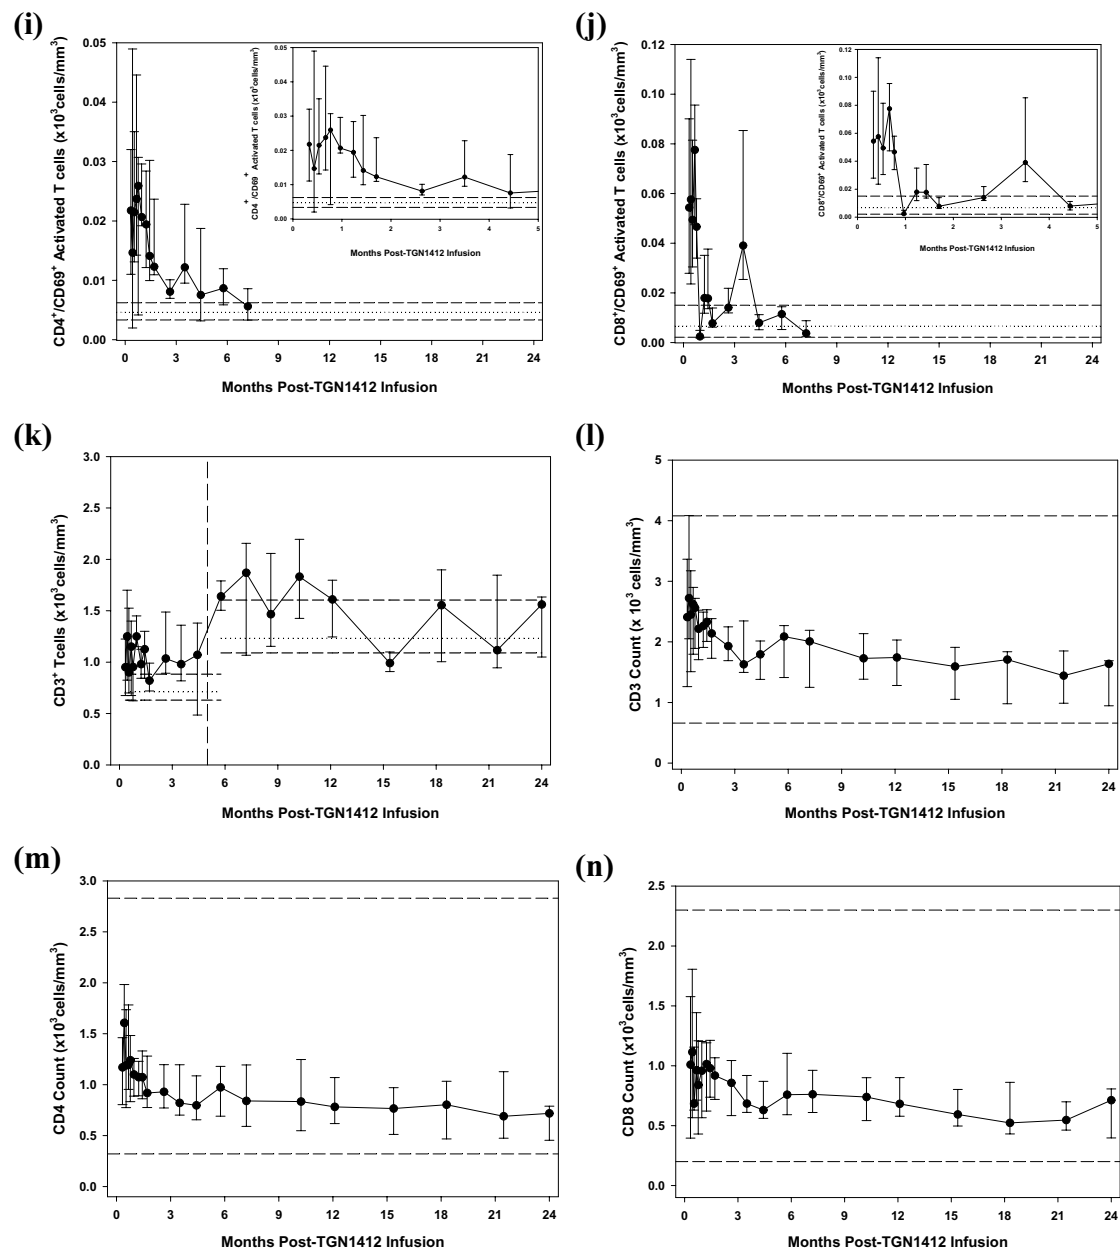 (i)
CD4⁺/CD69⁺ Activated T cells (x10³cells/mm³)
0.05
0.04
0.03
0.02
0.01
0.00
0 3 6 9 12 15 18 21 24
Months Post-TGN1412 Infusion
+ +
CD4 /CD69 Activated T cells (x10³cells/mm³)
0.05
0.04
0.03
0.02
0.01
0.00
0 1 2 3 4 5
Months Post-TGN1412 Infusion
(j)
CD8⁺/CD69⁺ Activated T cells (x10³cells/mm³)
0.12
0.10
0.08
0.06
0.04
0.02
0.00
0 3 6 9 12 15 18 21 24
Months Post-TGN1412 Infusion
CD8⁺/CD69⁺ Activated T cells (x10³cells/mm³)
0.12
0.10
0.08
0.06
0.04
0.02
0.00
0 1 2 3 4 5
Months Post-TGN1412 Infusion
(k)
CD3⁺ Tcells (x10³cells/mm³)
3.0
2.5
2.0
1.5
1.0
0.5
0.0
0 3 6 9 12 15 18 21 24
Months Post-TGN1412 Infusion
(l)
CD3 Count (x 10³ cells/mm³)
5
4
3
2
1
0
0 3 6 9 12 15 18 21 24
Months Post-TGN1412 Infusion
(m)
CD4 Count (x10³cells/mm³)
3.0
2.5
2.0
1.5
1.0
0.5
0.0
0 3 6 9 12 15 18 21 24
Months Post-TGN1412 Infusion
(n)
CD8 Count (x10³cells/mm³)
2.5
2.0
1.5
1.0
0.5
0.0
0 3 6 9 12 15 18 21 24
Months Post-TGN1412 Infusion